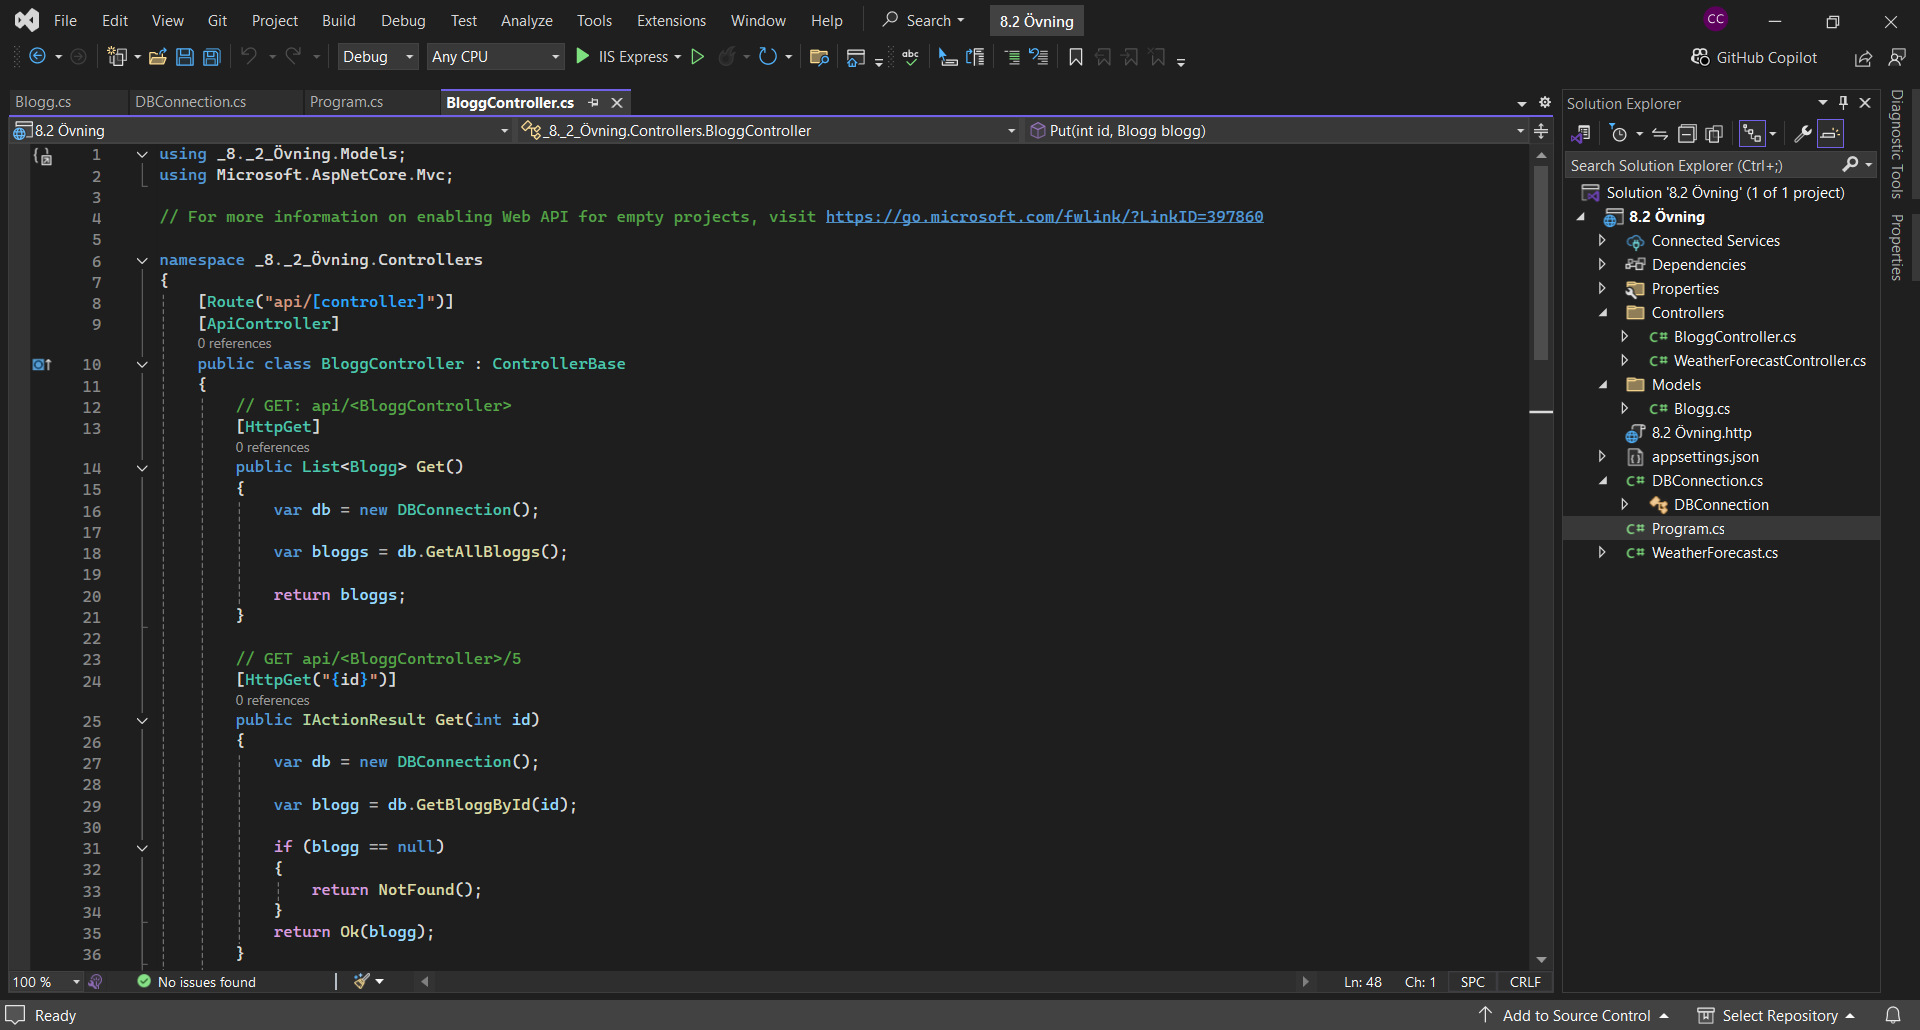 File Edit View Git Project Build Debug Test Analyze Tools Extensions Window Help Search 8.2 Övning CC
Debug Any CPU IIS Express abc GitHub Copilot
Blogg.cs DBConnection.cs Program.cs BloggController.cs
8.2 Övning _8._2_Övning.Controllers.BloggController Put(int id, Blogg blogg)
1 using _8._2_Övning.Models;
2 using Microsoft.AspNetCore.Mvc;
3
4 // For more information on enabling Web API for empty projects, visit https://go.microsoft.com/fwlink/?LinkID=397860
5
6 namespace _8._2_Övning.Controllers
7 {
8 [Route("api/[controller]")]
9 [ApiController]
0 references
10 public class BloggController : ControllerBase
11 {
12 // GET: api/<BloggController>
13 [HttpGet]
0 references
14 public List<Blogg> Get()
15 {
16 var db = new DBConnection();
17
18 var bloggs = db.GetAllBloggs();
19
20 return bloggs;
21 }
22
23 // GET api/<BloggController>/5
24 [HttpGet("{id}")]
0 references
25 public IActionResult Get(int id)
26 {
27 var db = new DBConnection();
28
29 var blogg = db.GetBloggById(id);
30
31 if (blogg == null)
32 {
33 return NotFound();
34 }
35 return Ok(blogg);
36 }
100 % No issues found Ln: 48 Ch: 1 SPC CRLF
Solution Explorer
Search Solution Explorer (Ctrl+;)
Solution '8.2 Övning' (1 of 1 project)
8.2 Övning
Connected Services
Dependencies
Properties
Controllers
C# BloggController.cs
C# WeatherForecastController.cs
Models
C# Blogg.cs
8.2 Övning.http
appsettings.json
C# DBConnection.cs
DBConnection
C# Program.cs
C# WeatherForecast.cs
Diagnostic Tools
Properties
Ready Add to Source Control Select Repository